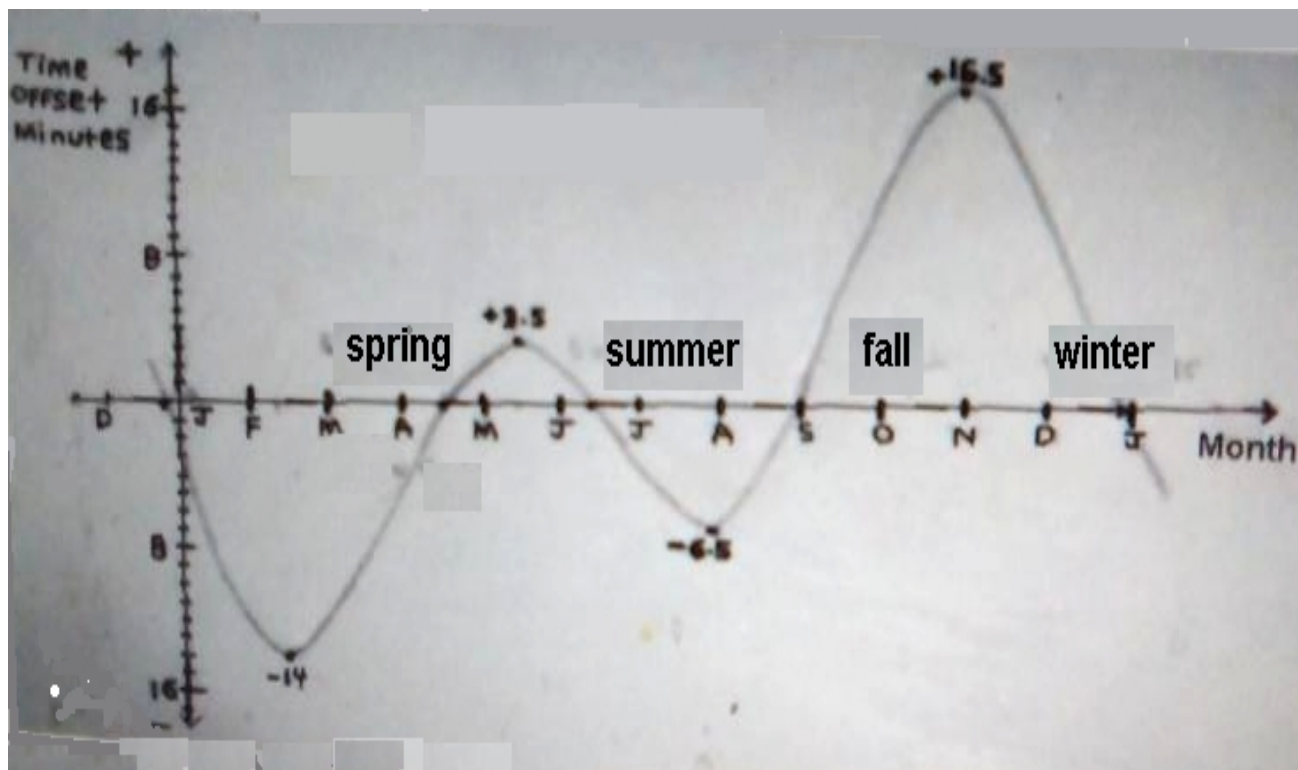 Time +
OFFset 16
Minutes
+16.5
8
+3.5
spring summer fall winter
D J F M A M J J A S O N D J
Month
8
-6.5
-14
16
-